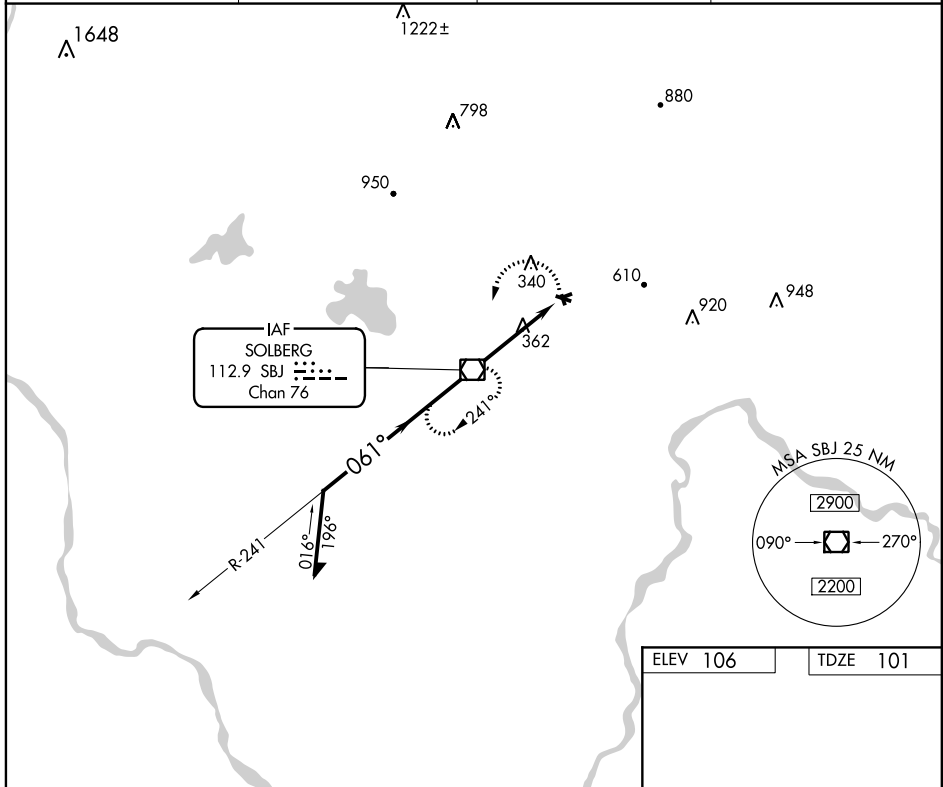 1648
1222±
798
880
950
340
610
920
948
362
IAF
SOLBERG
112.9 SBJ
Chan 76
241°
061°
R-241
016°
196°
MSA SBJ 25 NM
2900
090°
270°
2200
ELEV 106
TDZE 101